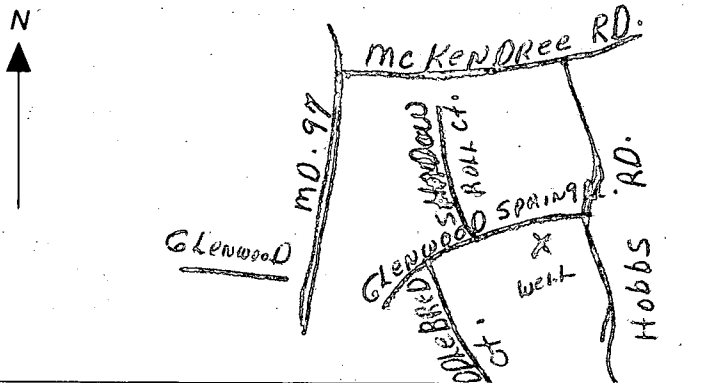 N
McKENDREE RD.
MD. 97
SHADOW
ROLL CT.
GLENWOOD
GLENWOOD SPRING
RD.
HOBBS
X
well
CT.